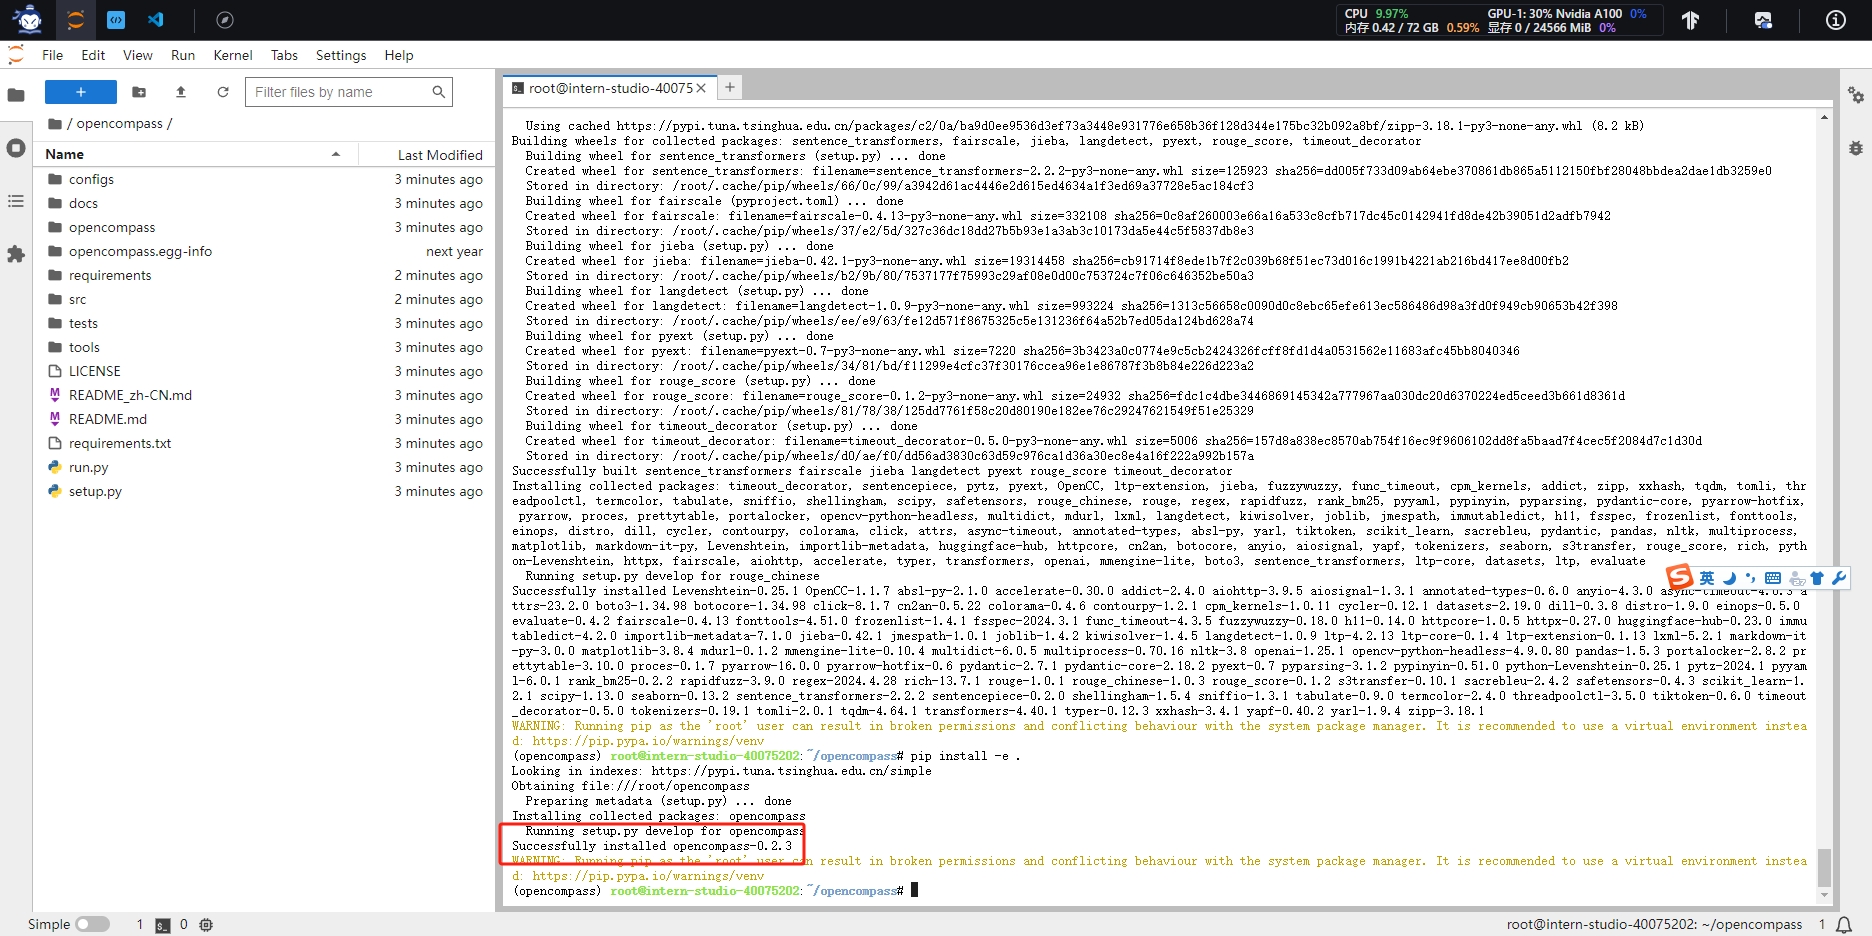 CPU 9.97% GPU-1: 30% Nvidia A100 0%
内存 0.42 / 72 GB 0.59% 显存 0 / 24566 MiB 0%
File Edit View Run Kernel Tabs Settings Help
+
Filter files by name
/ opencompass /
Name Last Modified
configs 3 minutes ago
docs 3 minutes ago
opencompass 3 minutes ago
opencompass.egg-info next year
requirements 2 minutes ago
src 2 minutes ago
tests 3 minutes ago
tools 3 minutes ago
LICENSE 3 minutes ago
README_zh-CN.md 3 minutes ago
README.md 3 minutes ago
requirements.txt 3 minutes ago
run.py 3 minutes ago
setup.py 3 minutes ago
root@intern-studio-40075
Using cached https://pypi.tuna.tsinghua.edu.cn/packages/c2/0a/ba9d0ee9536d3ef73a3448e931776e658b36f128d344e175bc32b092a8bf/zipp-3.18.1-py3-none-any.whl (8.2 kB)
Building wheels for collected packages: sentence_transformers, fairscale, jieba, langdetect, pyext, rouge_score, timeout_decorator
Building wheel for sentence_transformers (setup.py) ... done
Created wheel for sentence_transformers: filename=sentence_transformers-2.2.2-py3-none-any.whl size=125923 sha256=dd005f733d09ab64ebe370861db865a5112150fbf28048bbdea2dae1db3259e0
Stored in directory: /root/.cache/pip/wheels/66/0c/99/a3942d61ac4446e2d615ed4634a1f3ed69a37728e5ac184cf3
Building wheel for fairscale (pyproject.toml) ... done
Created wheel for fairscale: filename=fairscale-0.4.13-py3-none-any.whl size=332108 sha256=0c8af260003e66a16a533c8cfb717dc45c0142941fd8de42b39051d2adfb7942
Stored in directory: /root/.cache/pip/wheels/37/e2/5d/327c36dc18dd27b5b93e1a3ab3c10173da5e44c5f5837db8e3
Building wheel for jieba (setup.py) ... done
Created wheel for jieba: filename=jieba-0.42.1-py3-none-any.whl size=19314458 sha256=cb91714f8ede1b7f2c039b68f51ec73d016c1991b4221ab216bd417ee8d00fb2
Stored in directory: /root/.cache/pip/wheels/b2/9b/80/7537177f75993c29af08e0d00c753724c7f06c646352be50a3
Building wheel for langdetect (setup.py) ... done
Created wheel for langdetect: filename=langdetect-1.0.9-py3-none-any.whl size=993224 sha256=1313c56658c0090d0c8ebc65efe613ec586486d98a3fd0f949cb90653b42f398
Stored in directory: /root/.cache/pip/wheels/ee/e9/63/fe12d571f8675325c5e131236f64a52b7ed05da124bd628a74
Building wheel for pyext (setup.py) ... done
Created wheel for pyext: filename=pyext-0.7-py3-none-any.whl size=7220 sha256=3b3423a0c0774e9c5cb2424326fcff8fd1d4a0531562e11683afc45bb8040346
Stored in directory: /root/.cache/pip/wheels/34/81/bd/f11299e4cfc37f30176ccea96e1e86787f3b8b84e226d223a2
Building wheel for rouge_score (setup.py) ... done
Created wheel for rouge_score: filename=rouge_score-0.1.2-py3-none-any.whl size=24932 sha256=fdc1c4dbe3446869145342a777967aa030dc20d6370224ed5ceed3b661d8361d
Stored in directory: /root/.cache/pip/wheels/81/78/38/125dd7761f58c20d80190e182ee76c29247621549f51e25329
Building wheel for timeout_decorator (setup.py) ... done
Created wheel for timeout_decorator: filename=timeout_decorator-0.5.0-py3-none-any.whl size=5006 sha256=157d8a838ec8570ab754f16ec9f9606102dd8fa5baad7f4cec5f2084d7c1d30d
Stored in directory: /root/.cache/pip/wheels/d0/ae/f0/dd56ad3830c63d59c976ca1d36a30ec8e4a16f222a992b157a
Successfully built sentence_transformers fairscale jieba langdetect pyext rouge_score timeout_decorator
Installing collected packages: timeout_decorator, sentencepiece, pytz, pyext, OpenCC, ltp-extension, jieba, fuzzywuzzy, func_timeout, cpm_kernels, addict, zipp, xxhash, tqdm, tomli, thr
eadpoolctl, termcolor, tabulate, sniffio, shellingham, scipy, safetensors, rouge_chinese, rouge, regex, rapidfuzz, rank_bm25, pyyaml, pypinyin, pyparsing, pydantic-core, pyarrow-hotfix,
pyarrow, proces, prettytable, portalocker, opencv-python-headless, multidict, mdurl, lxml, langdetect, kiwisolver, joblib, jmespath, immutabledict, h11, fsspec, frozenlist, fonttools,
einops, distro, dill, cycler, contourpy, colorama, click, attrs, async-timeout, annotated-types, absl-py, yarl, tiktoken, scikit_learn, sacrebleu, pydantic, pandas, nltk, multiprocess,
matplotlib, markdown-it-py, Levenshtein, importlib-metadata, huggingface-hub, httpcore, cn2an, botocore, anyio, aiosignal, yapf, tokenizers, seaborn, s3transfer, rouge_score, rich, pyth
on-Levenshtein, httpx, fairscale, aiohttp, accelerate, typer, transformers, openai, mmengine-lite, boto3, sentence_transformers, ltp-core, datasets, ltp, evaluate
Running setup.py develop for rouge_chinese
英
Successfully installed Levenshtein-0.25.1 OpenCC-1.1.7 absl-py-2.1.0 accelerate-0.30.0 addict-2.4.0 aiohttp-3.9.5 aiosignal-1.3.1 annotated-types-0.6.0 anyio-4.3.0 async-timeout-4.0.3 a
ttrs-23.2.0 boto3-1.34.98 botocore-1.34.98 click-8.1.7 cn2an-0.5.22 colorama-0.4.6 contourpy-1.2.1 cpm_kernels-1.0.11 cycler-0.12.1 datasets-2.19.0 dill-0.3.8 distro-1.9.0 einops-0.5.0
evaluate-0.4.2 fairscale-0.4.13 fonttools-4.51.0 frozenlist-1.4.1 fsspec-2024.3.1 func_timeout-4.3.5 fuzzywuzzy-0.18.0 h11-0.14.0 httpcore-1.0.5 httpx-0.27.0 huggingface-hub-0.23.0 immu
tabledict-4.2.0 importlib-metadata-7.1.0 jieba-0.42.1 jmespath-1.0.1 joblib-1.4.2 kiwisolver-1.4.5 langdetect-1.0.9 ltp-4.2.13 ltp-core-0.1.4 ltp-extension-0.1.13 lxml-5.2.1 markdown-it
-py-3.0.0 matplotlib-3.8.4 mdurl-0.1.2 mmengine-lite-0.10.4 multidict-6.0.5 multiprocess-0.70.16 nltk-3.8 openai-1.25.1 opencv-python-headless-4.9.0.80 pandas-1.5.3 portalocker-2.8.2 pr
ettytable-3.10.0 proces-0.1.7 pyarrow-16.0.0 pyarrow-hotfix-0.6 pydantic-2.7.1 pydantic-core-2.18.2 pyext-0.7 pyparsing-3.1.2 pypinyin-0.51.0 python-Levenshtein-0.25.1 pytz-2024.1 pyyam
l-6.0.1 rank_bm25-0.2.2 rapidfuzz-3.9.0 regex-2024.4.28 rich-13.7.1 rouge-1.0.1 rouge_chinese-1.0.3 rouge_score-0.1.2 s3transfer-0.10.1 sacrebleu-2.4.2 safetensors-0.4.3 scikit_learn-1.
2.1 scipy-1.13.0 seaborn-0.13.2 sentence_transformers-2.2.2 sentencepiece-0.2.0 shellingham-1.5.4 sniffio-1.3.1 tabulate-0.9.0 termcolor-2.4.0 threadpoolctl-3.5.0 tiktoken-0.6.0 timeout
_decorator-0.5.0 tokenizers-0.19.1 tomli-2.0.1 tqdm-4.64.1 transformers-4.40.1 typer-0.12.3 xxhash-3.4.1 yapf-0.40.2 yarl-1.9.4 zipp-3.18.1
WARNING: Running pip as the 'root' user can result in broken permissions and conflicting behaviour with the system package manager. It is recommended to use a virtual environment instea
d: https://pip.pypa.io/warnings/venv
(opencompass) root@intern-studio-40075202:~/opencompass# pip install -e .
Looking in indexes: https://pypi.tuna.tsinghua.edu.cn/simple
Obtaining file:///root/opencompass
Preparing metadata (setup.py) ... done
Installing collected packages: opencompass
Running setup.py develop for opencompass
Successfully installed opencompass-0.2.3
WARNING: Running pip as the 'root' user can result in broken permissions and conflicting behaviour with the system package manager. It is recommended to use a virtual environment instea
d: https://pip.pypa.io/warnings/venv
(opencompass) root@intern-studio-40075202:~/opencompass#
Simple 1 0 root@intern-studio-40075202: ~/opencompass 1